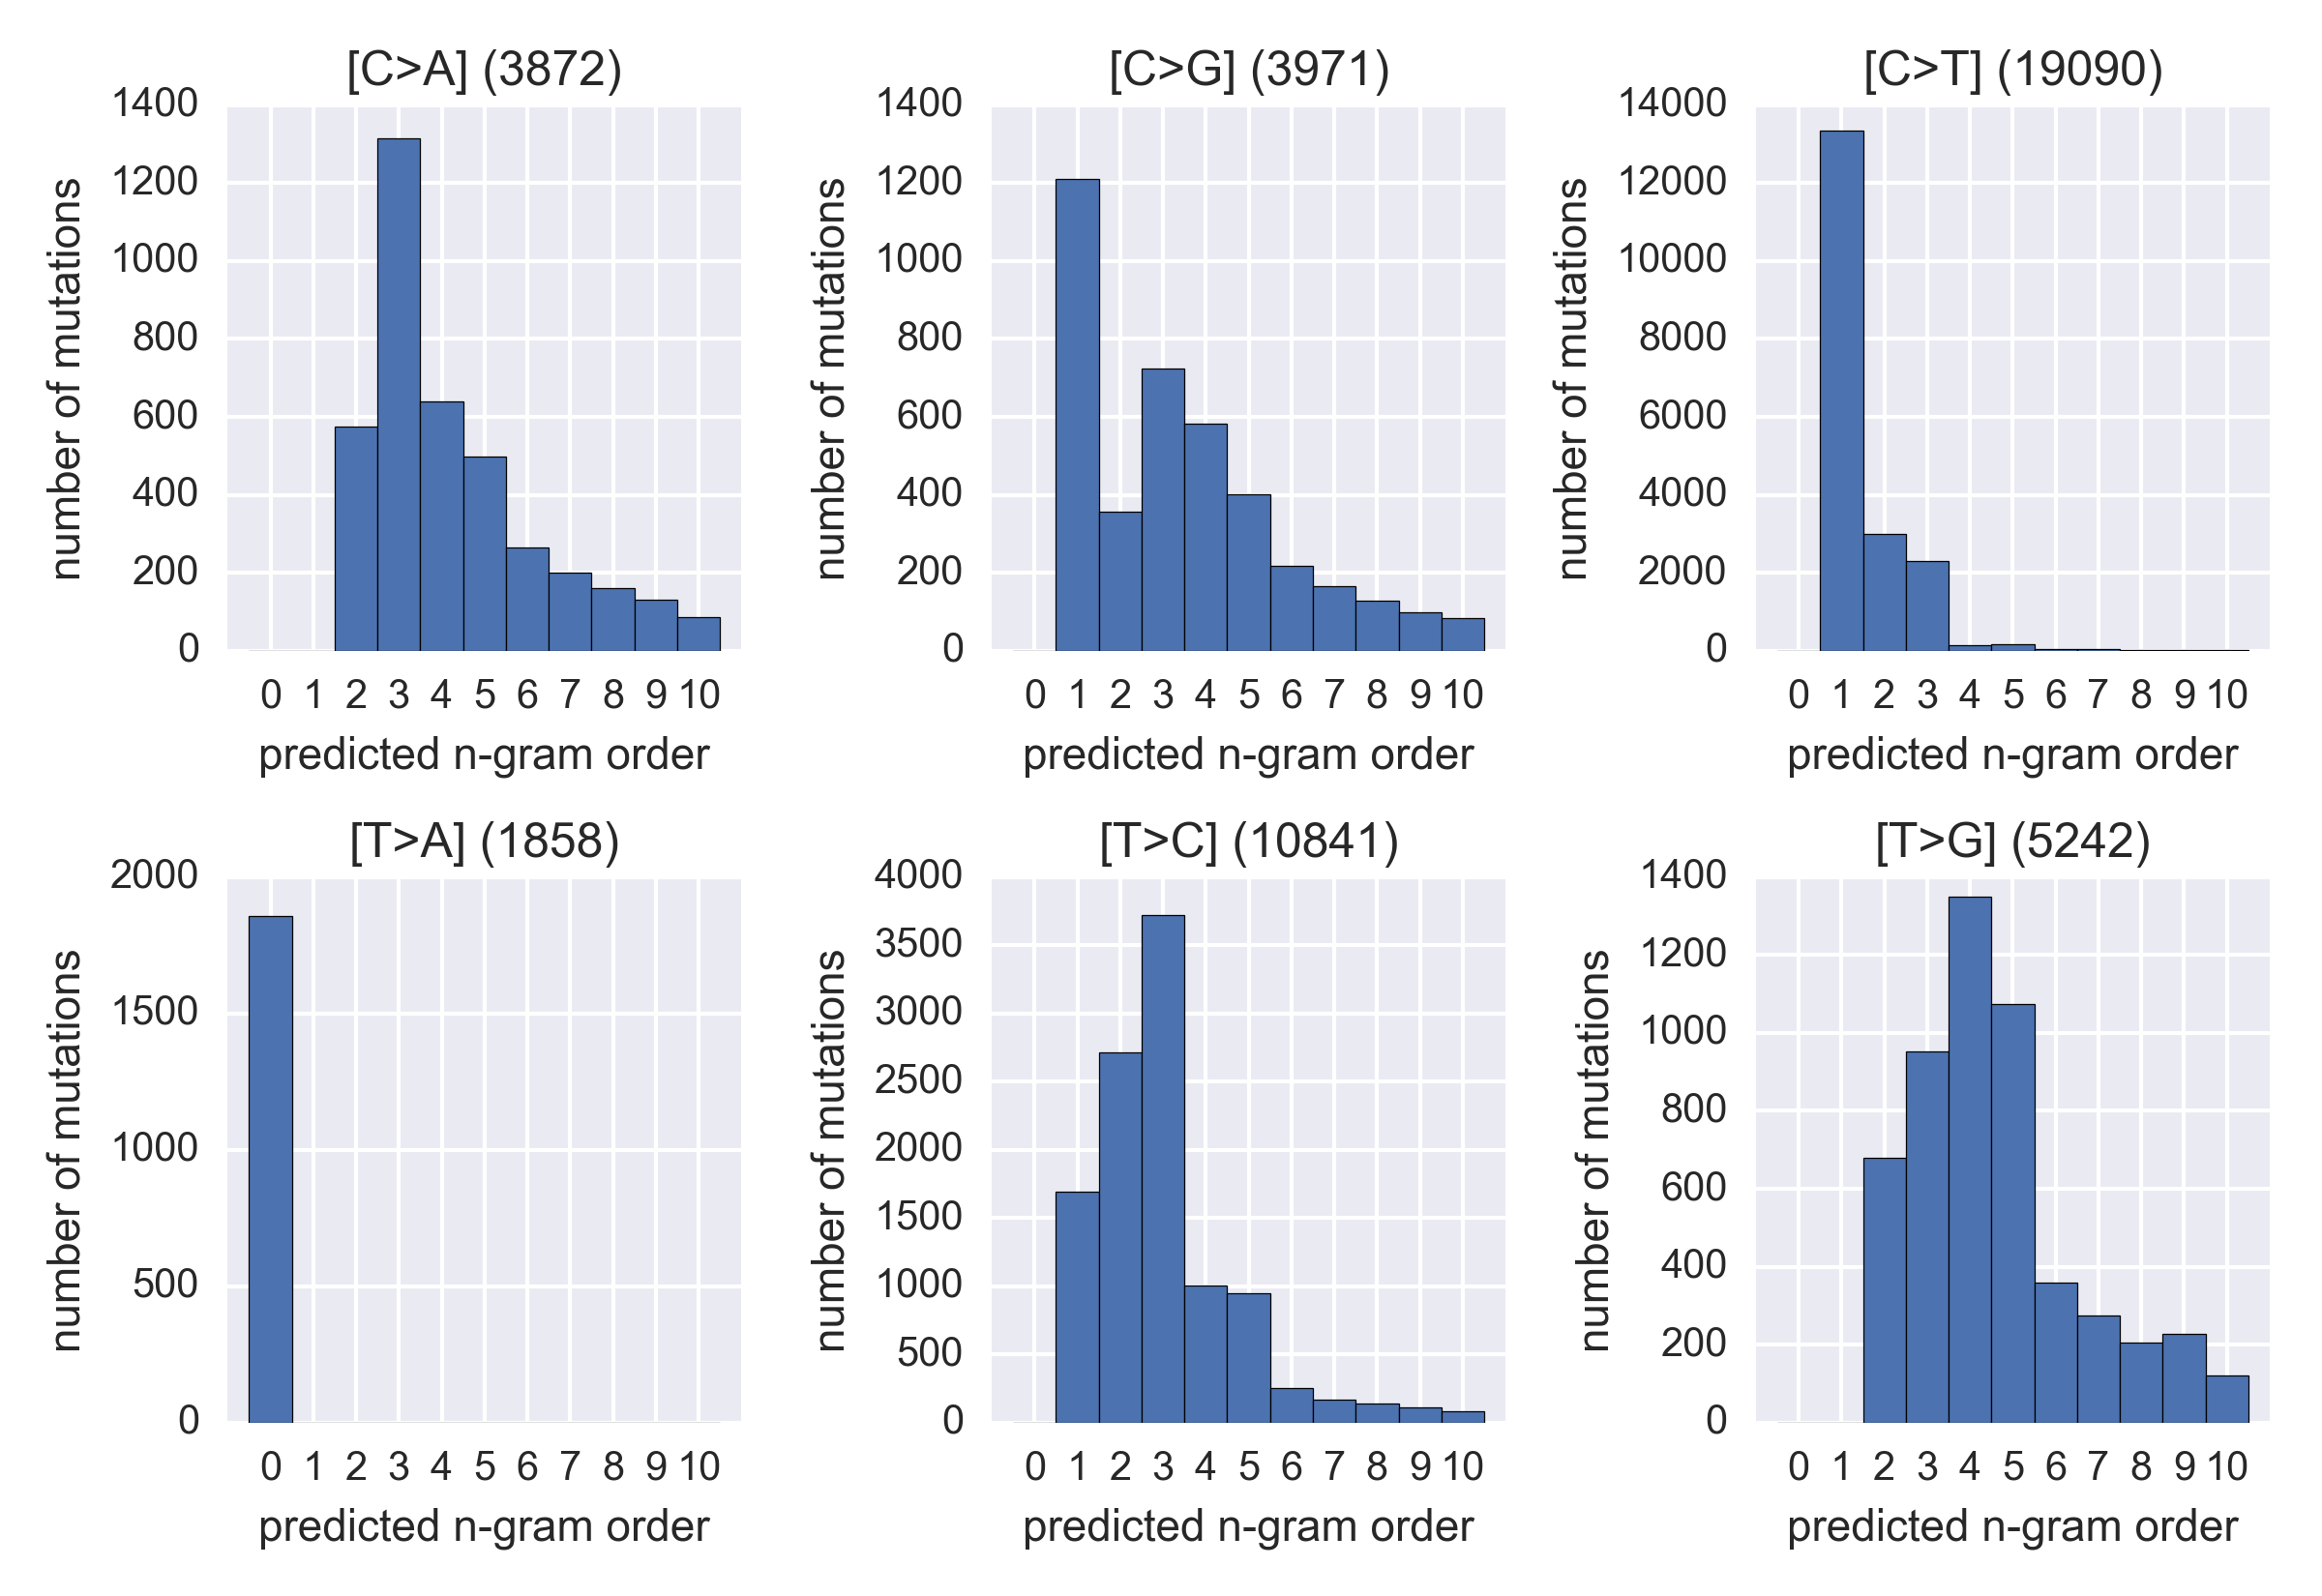 [C>A] (3872)
number of mutations
1400
1200
1000
800
600
400
200
0
0 1 2 3 4 5 6 7 8 9 10
predicted n-gram order
[C>G] (3971)
number of mutations
1400
1200
1000
800
600
400
200
0
0 1 2 3 4 5 6 7 8 9 10
predicted n-gram order
[C>T] (19090)
number of mutations
14000
12000
10000
8000
6000
4000
2000
0
0 1 2 3 4 5 6 7 8 9 10
predicted n-gram order
[T>A] (1858)
number of mutations
2000
1500
1000
500
0
0 1 2 3 4 5 6 7 8 9 10
predicted n-gram order
[T>C] (10841)
number of mutations
4000
3500
3000
2500
2000
1500
1000
500
0
0 1 2 3 4 5 6 7 8 9 10
predicted n-gram order
[T>G] (5242)
number of mutations
1400
1200
1000
800
600
400
200
0
0 1 2 3 4 5 6 7 8 9 10
predicted n-gram order